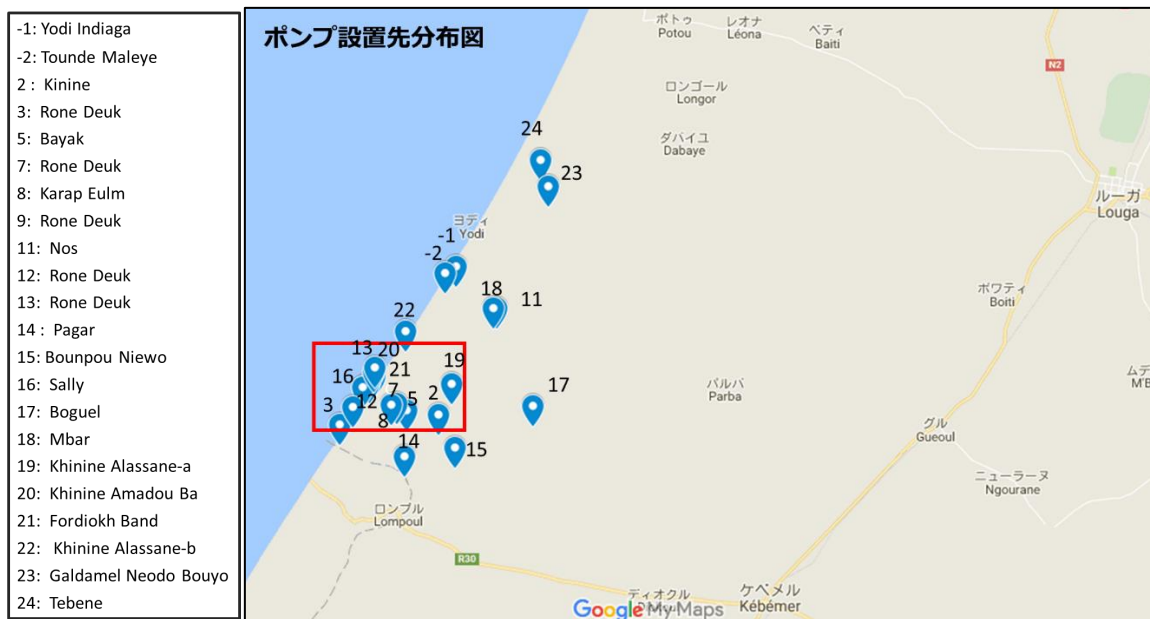 -1: Yodi Indiaga
-2: Tounde Maleye
2 : Kinine
3: Rone Deuk
5: Bayak
7: Rone Deuk
8: Karap Eulm
9: Rone Deuk
11: Nos
12: Rone Deuk
13: Rone Deuk
14 : Pagar
15: Bounpou Niewo
16: Sally
17: Boguel
18: Mbar
19: Khinine Alassane-a
20: Khinine Amadou Ba
21: Fordiokh Band
22: Khinine Alassane-b
23: Galdamel Neodo Bouyo
24: Tebene
ポンプ設置先分布図
ポトゥ
Potou
レオナ
Léona
ベティ
Baiti
N2
ロンゴール
Longor
ダバイユ
Dabaye
24
23
ルーガ
Louga
ヨディ
Yodi
-1
-2
18
11
ボワティ
Boiti
22
13
20
19
16
21
7
3
12
8
5
2
17
パルバ
Parba
ムデ
M'B
14
15
グル
Gueoul
ニューラーヌ
Ngourane
ロンプル
Lompoul
R30
ディオクル
ケベメル
Kébémer
Google My Maps